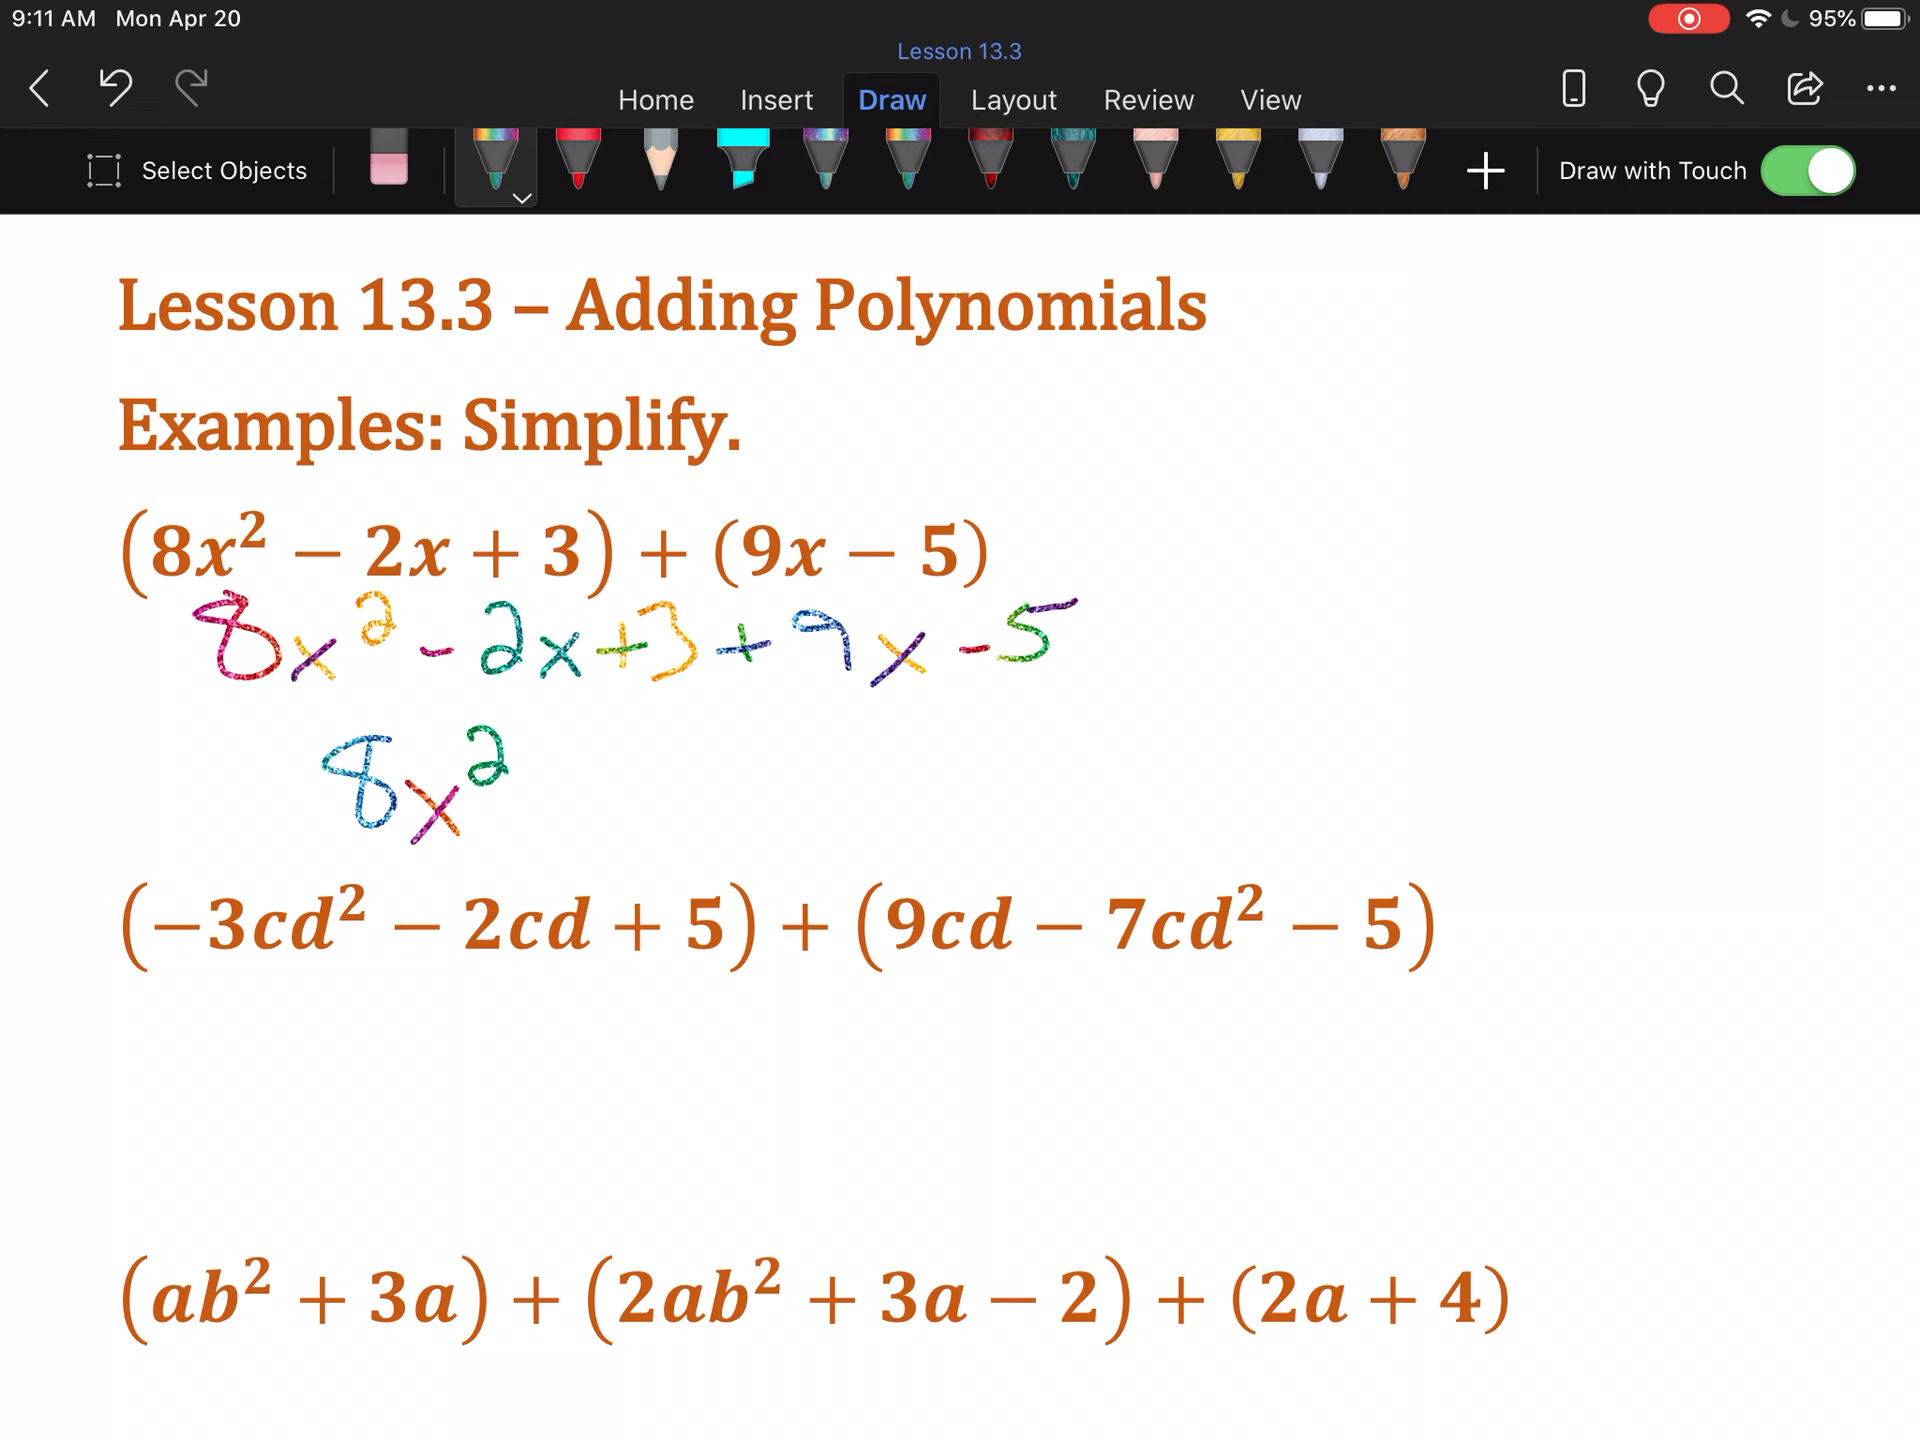 9:11 AM Mon Apr 20 95%
Lesson 13.3
Home Insert Draw Layout Review View
Select Objects Draw with Touch
Lesson 13.3 – Adding Polynomials
Examples: Simplify.
(8x² − 2x + 3) + (9x − 5)
8x² - 2x + 3 + 9x - 5
8x²
(−3cd² − 2cd + 5) + (9cd − 7cd² − 5)
(ab² + 3a) + (2ab² + 3a − 2) + (2a + 4)